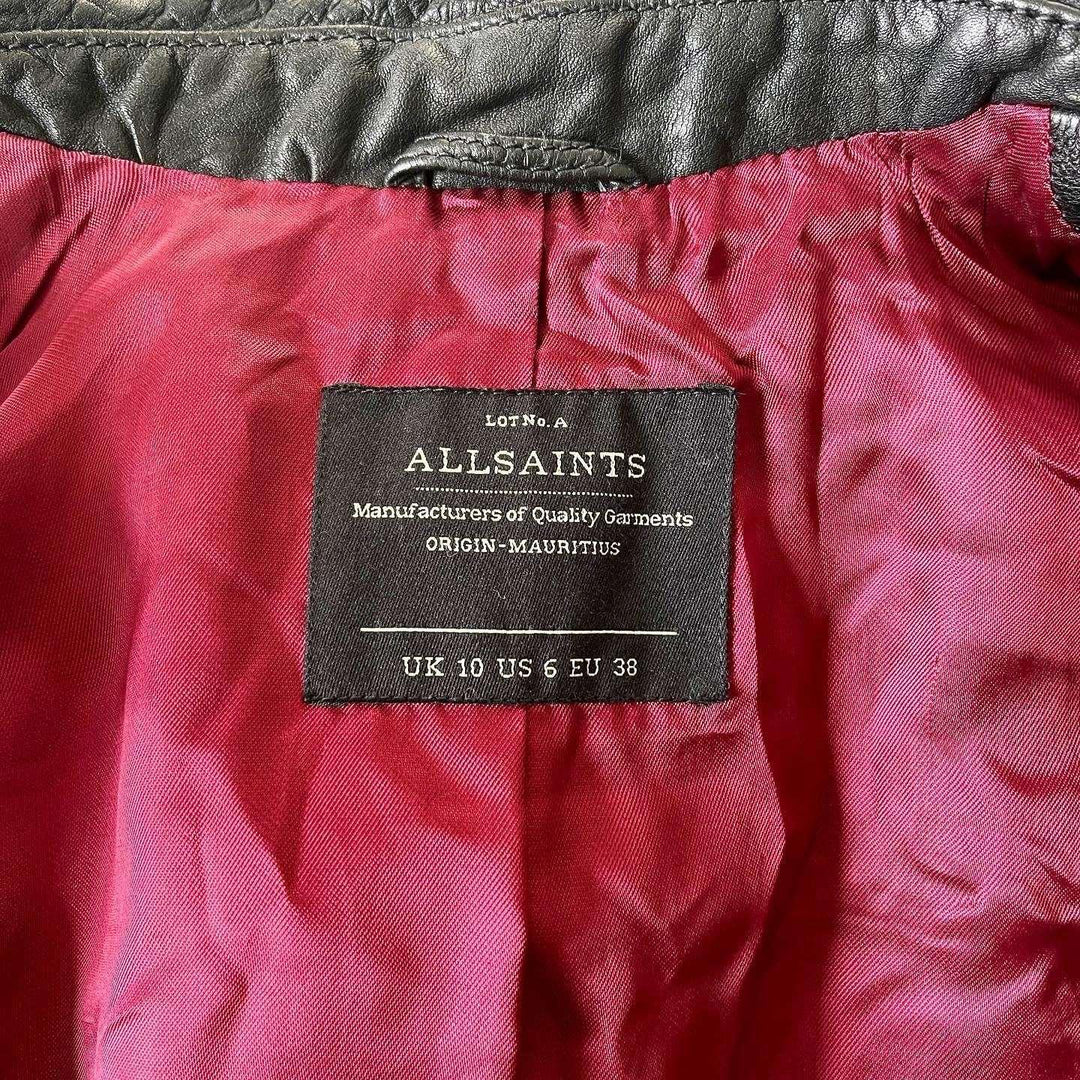 LOT No. A
ALLSAINTS
Manufacturers of Quality Garments
ORIGIN-MAURITIUS
UK 10 US 6 EU 38